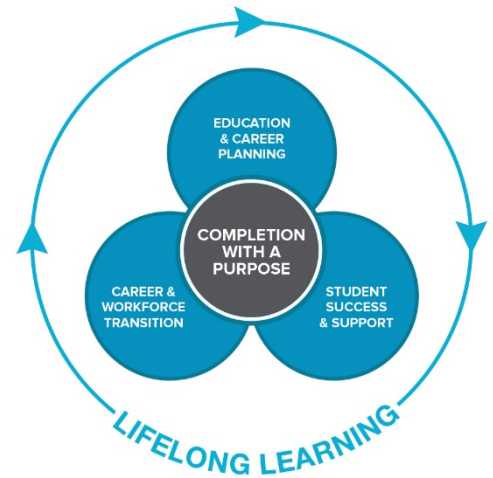 EDUCATION
& CAREER
PLANNING
COMPLETION
WITH A
PURPOSE
CAREER &
WORKFORCE
TRANSITION
STUDENT
SUCCESS
& SUPPORT
LIFELONG LEARNING